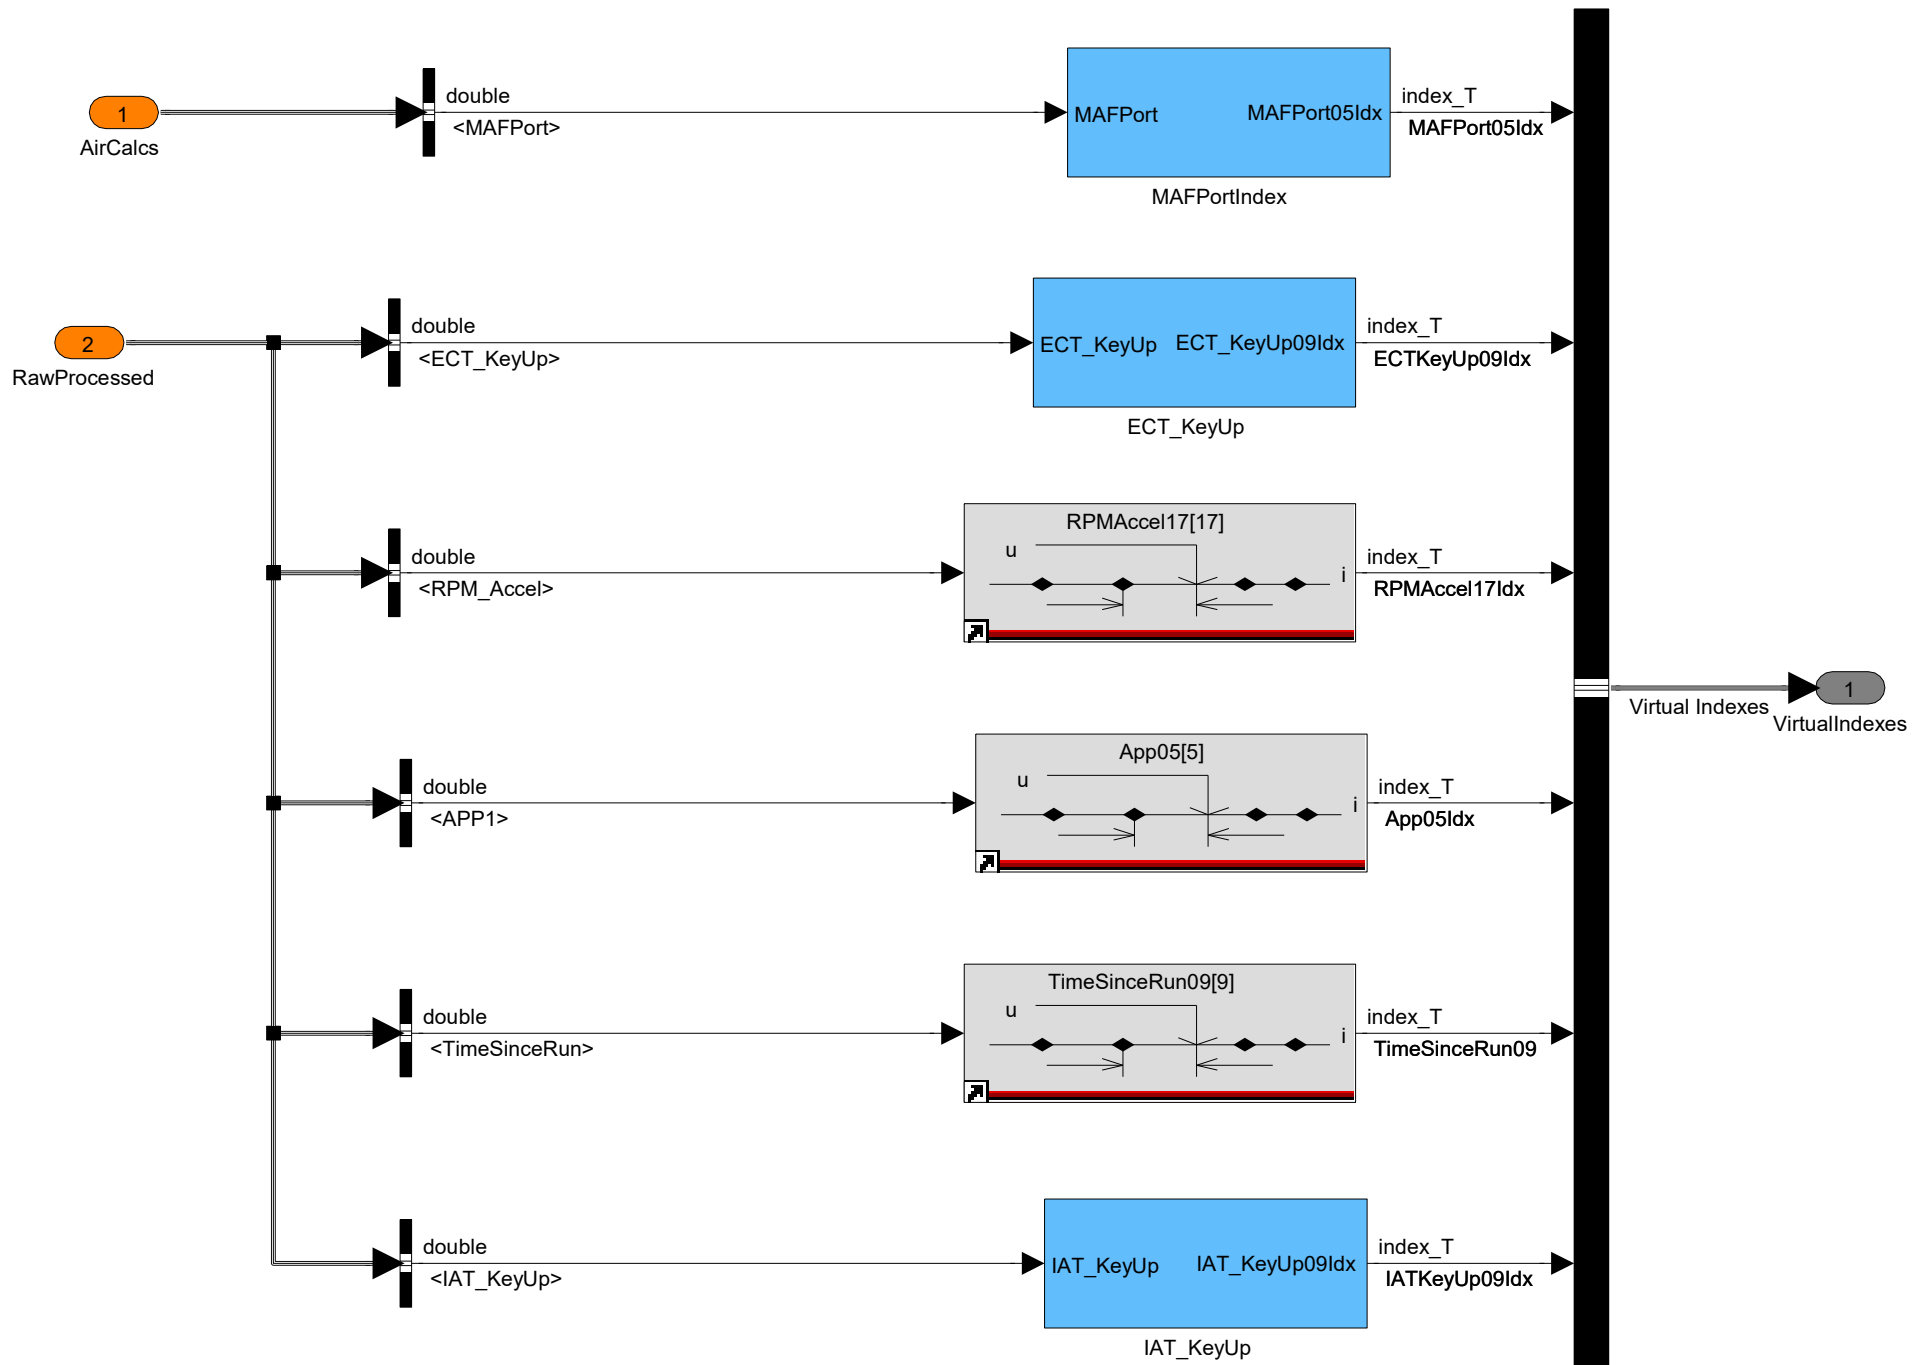 1
AirCalcs
double
<MAFPort>
MAFPort
MAFPort05Idx
MAFPortIndex
index_T
MAFPort05Idx
2
RawProcessed
double
<ECT_KeyUp>
ECT_KeyUp
ECT_KeyUp09Idx
ECT_KeyUp
index_T
ECTKeyUp09Idx
double
<RPM_Accel>
RPMAccel17[17]
u
i
index_T
RPMAccel17Idx
Virtual Indexes
1
VirtualIndexes
double
<APP1>
App05[5]
u
i
index_T
App05Idx
double
<TimeSinceRun>
TimeSinceRun09[9]
u
i
index_T
TimeSinceRun09
double
<IAT_KeyUp>
IAT_KeyUp
IAT_KeyUp09Idx
IAT_KeyUp
index_T
IATKeyUp09Idx